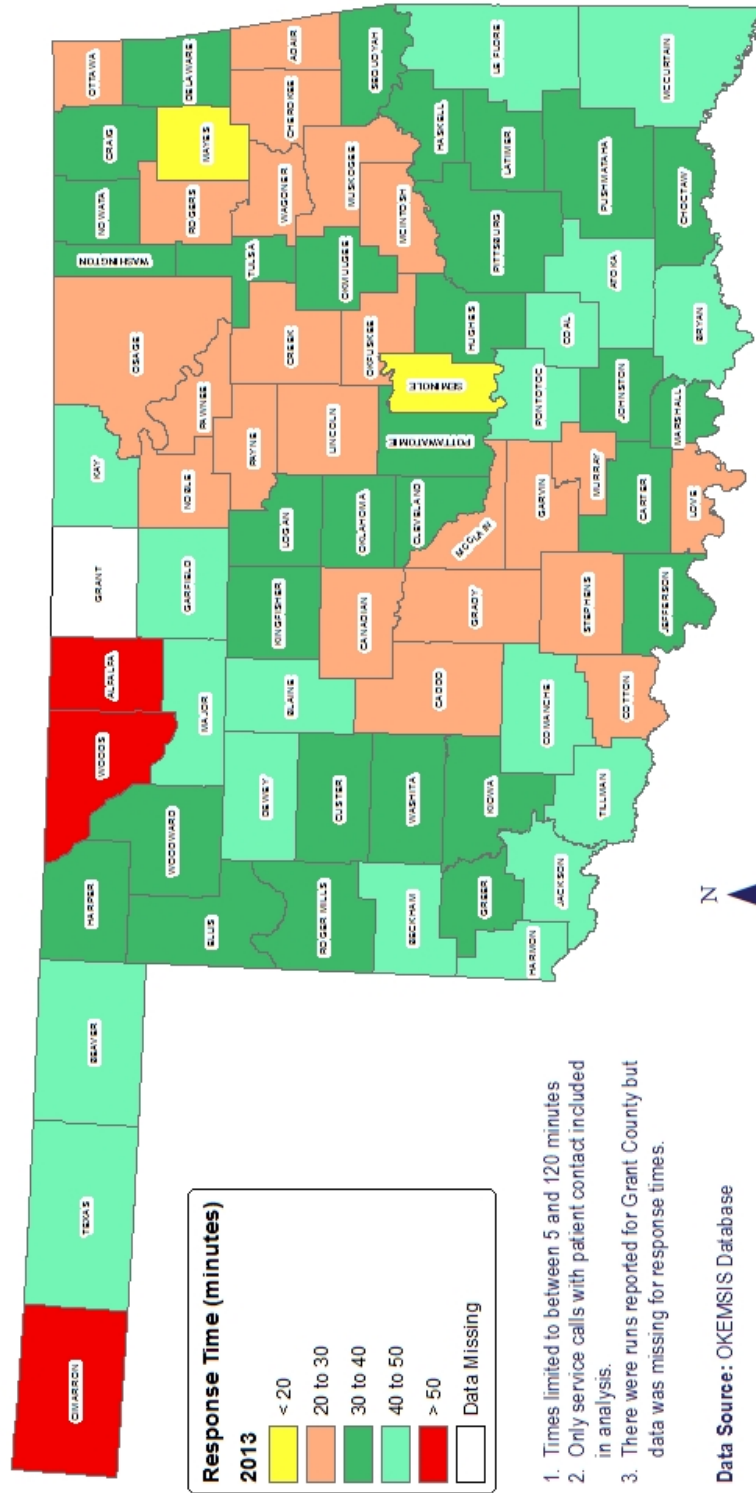 CIMARRON
TEXAS
BEAVER
HARPER
WOODS
ALFALFA
GRANT
KAY
OSAGE
WASHINGTON
NOWATA
CRAIG
OTTAWA
ELLIS
WOODWARD
MAJOR
GARFIELD
NOBLE
PAWNEE
ROGERS
MAYES
DELAWARE
ROGER MILLS
DEWEY
BLAINE
KINGFISHER
LOGAN
PAYNE
CREEK
TULSA
WAGONER
CHEROKEE
ADAIR
CUSTER
CANADIAN
OKLAHOMA
LINCOLN
OKFUSKEE
OKMULGEE
MUSKOGEE
MCINTOSH
SEQUOYAH
BECKHAM
WASHITA
CADDO
GRADY
CLEVELAND
MCCLAIN
POTTAWATOMIE
SEMINOLE
HUGHES
PITTSBURG
HASKELL
LATIMER
LE FLORE
HARMON
GREER
KIOWA
JACKSON
COMANCHE
TILLMAN
COTTON
STEPHENS
GARVIN
MURRAY
PONTOTOC
COAL
ATOKA
PUSHMATAHA
MCCURTAIN
JEFFERSON
CARTER
LOVE
JOHNSTON
MARSHALL
BRYAN
CHOCTAW
Response Time (minutes)
2013
< 20
20 to 30
30 to 40
40 to 50
> 50
Data Missing
1. Times limited to between 5 and 120 minutes
2. Only service calls with patient contact included
in analysis.
3. There were runs reported for Grant County but
data was missing for response times.
Data Source: OKEMSIS Database
N